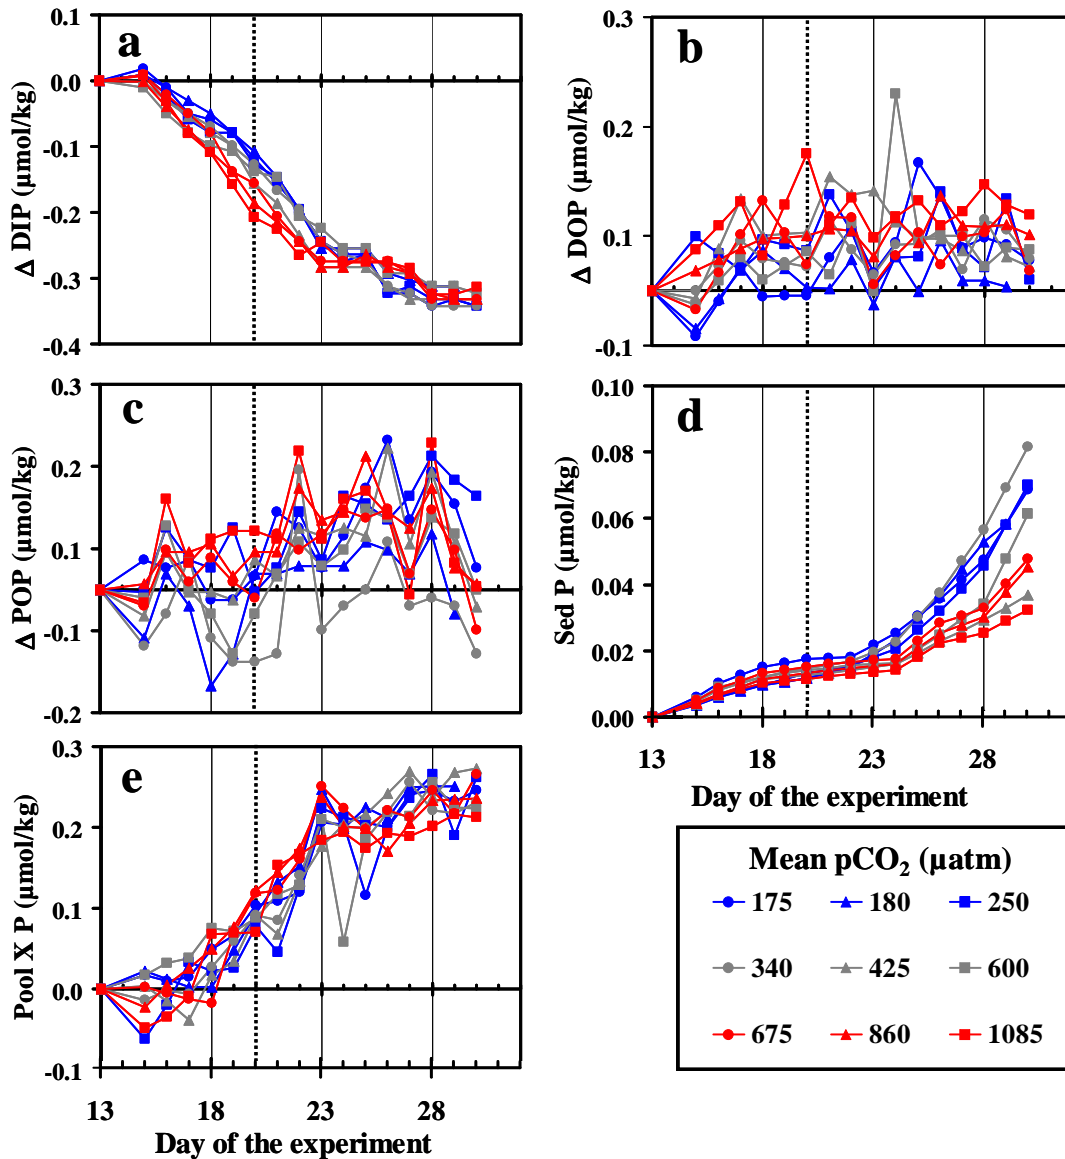 a
0.1
0.0
-0.1
-0.2
-0.3
-0.4
Δ DIP (µmol/kg)
b
0.3
0.2
0.1
-0.1
Δ DOP (µmol/kg)
c
0.3
0.2
0.1
-0.1
-0.2
Δ POP (µmol/kg)
d
0.10
0.08
0.06
0.04
0.02
0.00
Sed P (µmol/kg)
13 18 23 28
Day of the experiment
e
0.3
0.2
0.1
0.0
-0.1
Pool X P (µmol/kg)
13 18 23 28
Day of the experiment
Mean pCO₂ (µatm)
175 180 250
340 425 600
675 860 1085